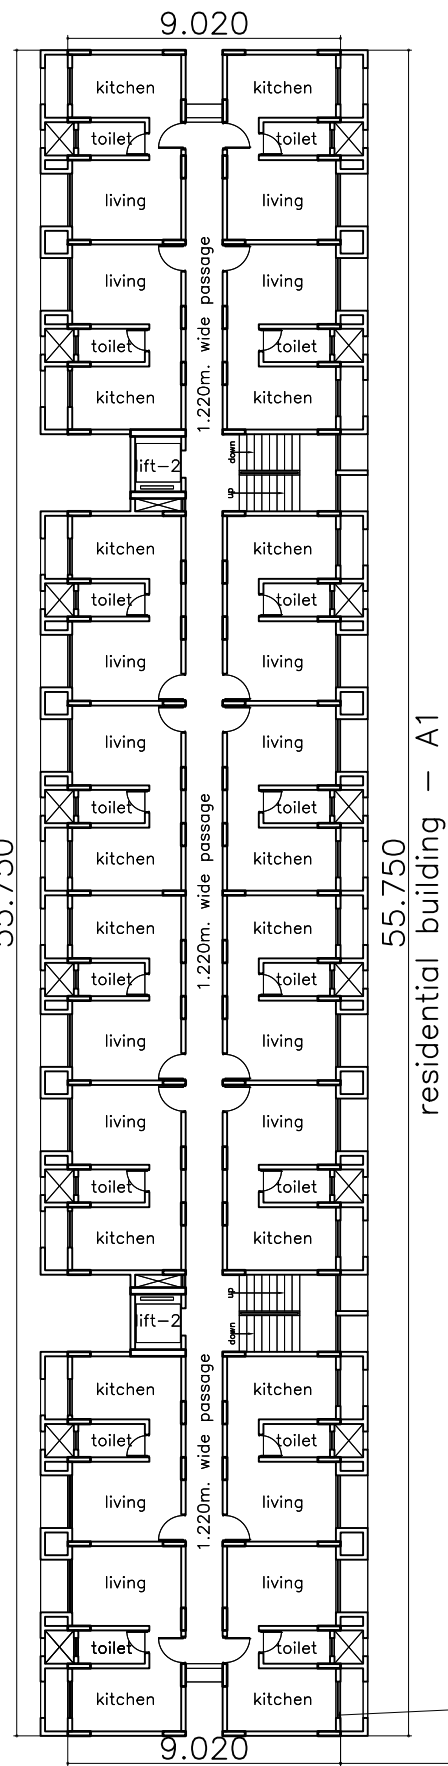 9.020
kitchen kitchen
toilet toilet
living living
1.220m. wide passage
living living
toilet toilet
kitchen kitchen
lift-2
down
up
kitchen kitchen
toilet toilet
living living
living living
toilet toilet
kitchen kitchen
1.220m. wide passage
55.750
55.750
residential building - A1
kitchen kitchen
toilet toilet
living living
living living
toilet toilet
kitchen kitchen
lift-2
up
down
kitchen kitchen
toilet toilet
living living
1.220m. wide passage
living living
toilet toilet
kitchen kitchen
9.020